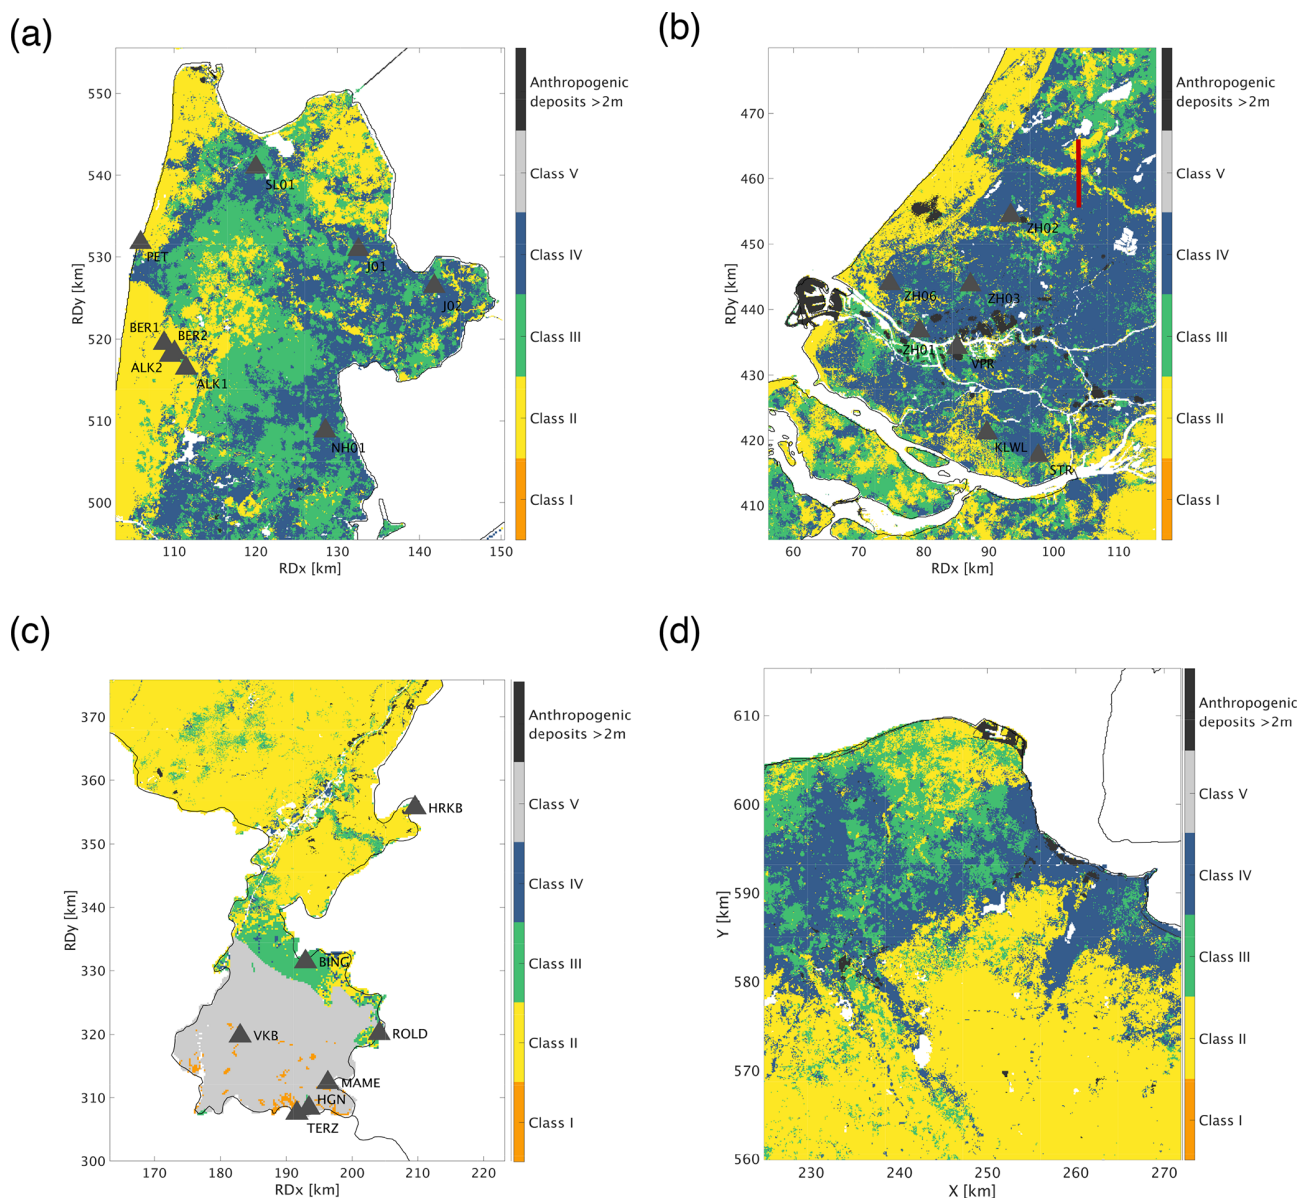 (a)
550
540
530
520
510
500
RDy [km]
110
120
130
140
150
RDx [km]
SL01
PET
J01
J02
BER1
BER2
ALK2
ALK1
NH01
Anthropogenic
deposits >2m
Class V
Class IV
Class III
Class II
Class I
(b)
470
460
450
440
430
420
410
RDy [km]
60
70
80
90
100
110
RDx [km]
ZH02
ZH06
ZH03
ZH01
VPR
KLWL
STR
Anthropogenic
deposits >2m
Class V
Class IV
Class III
Class II
Class I
(c)
370
360
350
340
330
320
310
300
RDy [km]
170
180
190
200
210
220
RDx [km]
HRKB
BING
VKB
ROLD
MAME
HGN
TERZ
Anthropogenic
deposits >2m
Class V
Class IV
Class III
Class II
Class I
(d)
610
600
590
580
570
560
Y [km]
230
240
250
260
270
X [km]
Anthropogenic
deposits >2m
Class V
Class IV
Class III
Class II
Class I